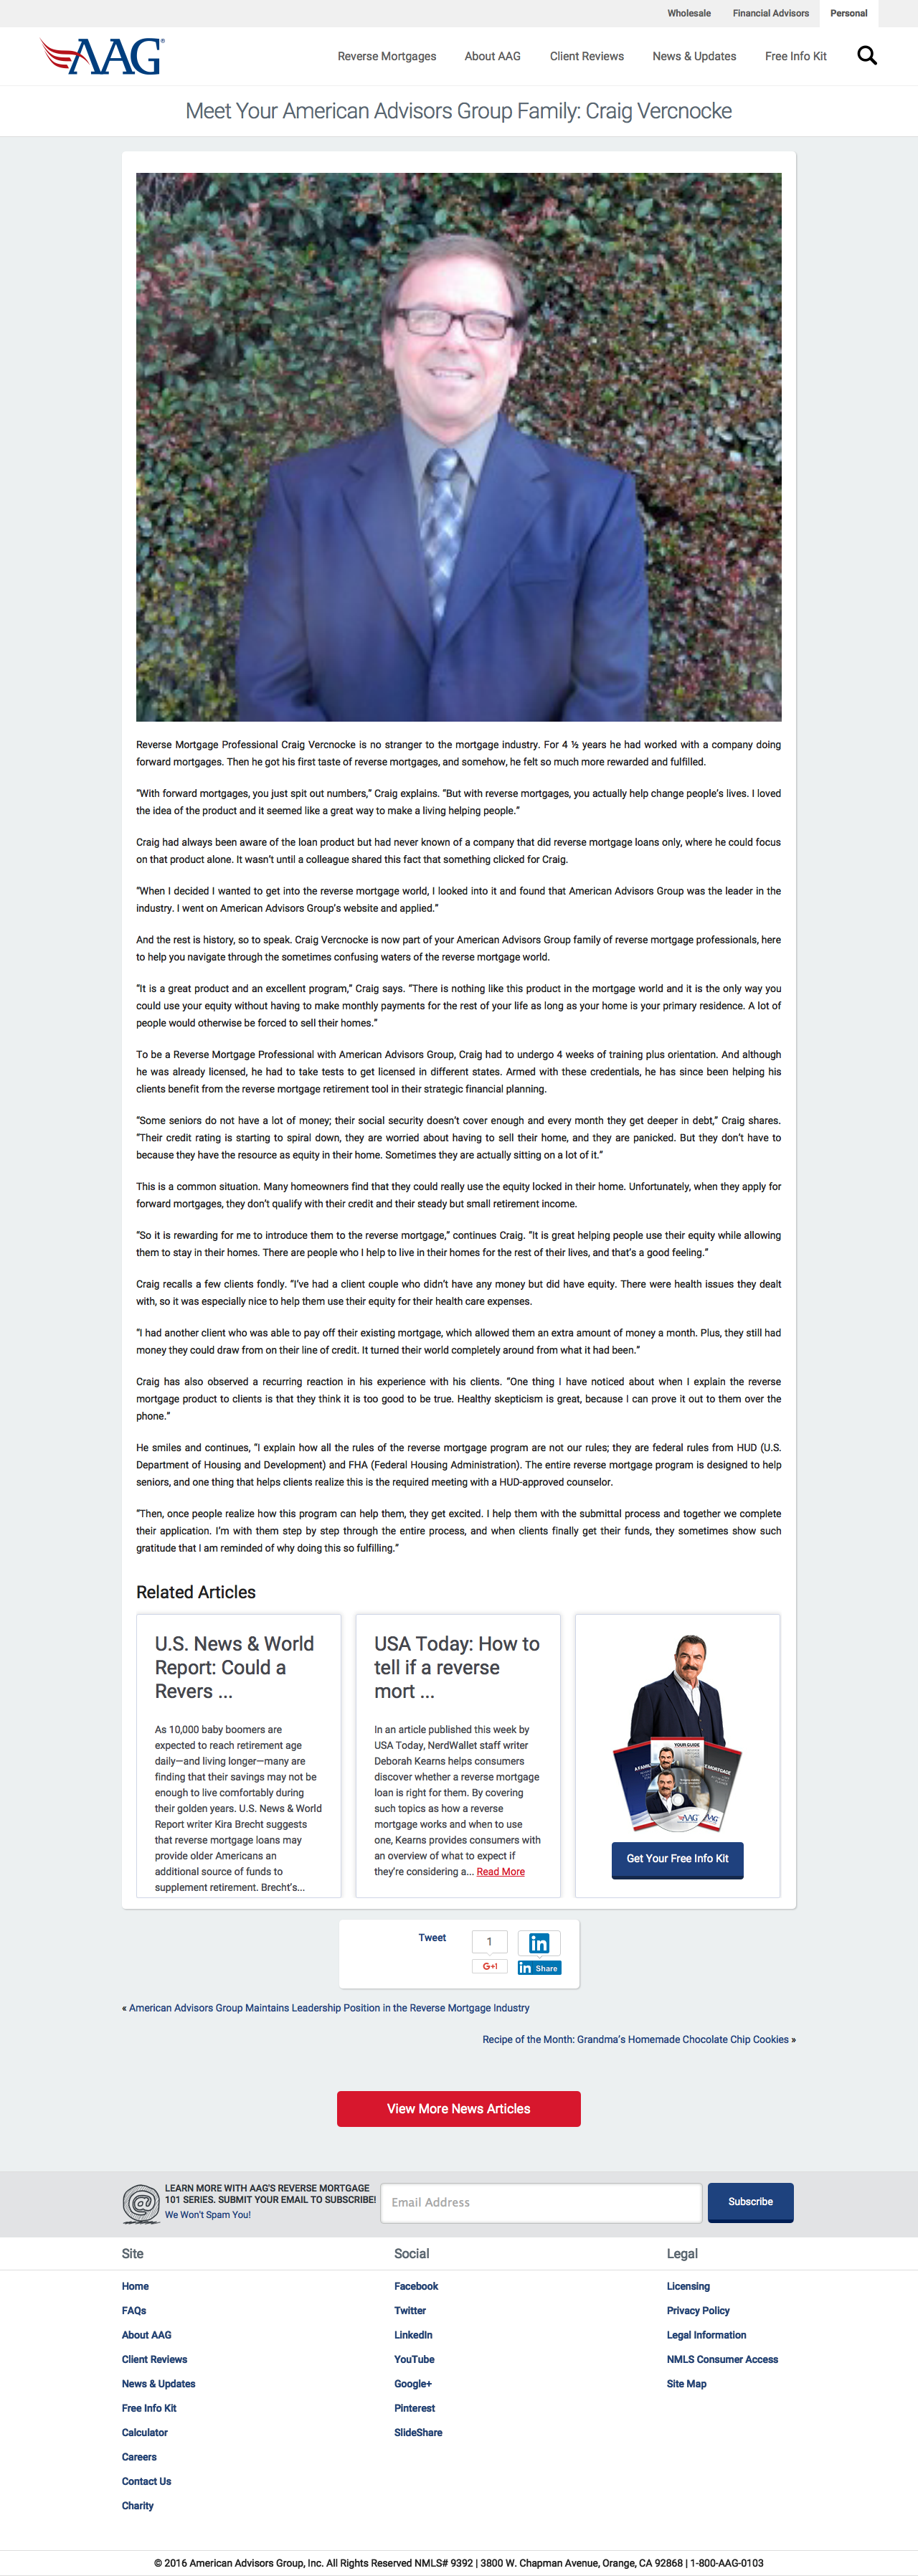 Wholesale Financial Advisors Personal
AAG
Reverse Mortgages About AAG Client Reviews News & Updates Free Info Kit
Meet Your American Advisors Group Family: Craig Vercnocke
Reverse Mortgage Professional Craig Vercnocke is no stranger to the mortgage industry. For 4 ½ years he had worked with a company doing
forward mortgages. Then he got his first taste of reverse mortgages, and somehow, he felt so much more rewarded and fulfilled.
“With forward mortgages, you just spit out numbers,” Craig explains. “But with reverse mortgages, you actually help change people’s lives. I loved
the idea of the product and it seemed like a great way to make a living helping people.”
Craig had always been aware of the loan product but had never known of a company that did reverse mortgage loans only, where he could focus
on that product alone. It wasn’t until a colleague shared this fact that something clicked for Craig.
“When I decided I wanted to get into the reverse mortgage world, I looked into it and found that American Advisors Group was the leader in the
industry. I went on American Advisors Group’s website and applied.”
And the rest is history, so to speak. Craig Vercnocke is now part of your American Advisors Group family of reverse mortgage professionals, here
to help you navigate through the sometimes confusing waters of the reverse mortgage world.
“It is a great product and an excellent program,” Craig says. “There is nothing like this product in the mortgage world and it is the only way you
could use your equity without having to make monthly payments for the rest of your life as long as your home is your primary residence. A lot of
people would otherwise be forced to sell their homes.”
To be a Reverse Mortgage Professional with American Advisors Group, Craig had to undergo 4 weeks of training plus orientation. And although
he was already licensed, he had to take tests to get licensed in different states. Armed with these credentials, he has since been helping his
clients benefit from the reverse mortgage retirement tool in their strategic financial planning.
“Some seniors do not have a lot of money; their social security doesn’t cover enough and every month they get deeper in debt,” Craig shares.
“Their credit rating is starting to spiral down, they are worried about having to sell their home, and they are panicked. But they don’t have to
because they have the resource as equity in their home. Sometimes they are actually sitting on a lot of it.”
This is a common situation. Many homeowners find that they could really use the equity locked in their home. Unfortunately, when they apply for
forward mortgages, they don’t qualify with their credit and their steady but small retirement income.
“So it is rewarding for me to introduce them to the reverse mortgage,” continues Craig. “It is great helping people use their equity while allowing
them to stay in their homes. There are people who I help to live in their homes for the rest of their lives, and that’s a good feeling.”
Craig recalls a few clients fondly. “I’ve had a client couple who didn’t have any money but did have equity. There were health issues they dealt
with, so it was especially nice to help them use their equity for their health care expenses.
“I had another client who was able to pay off their existing mortgage, which allowed them an extra amount of money a month. Plus, they still had
money they could draw from on their line of credit. It turned their world completely around from what it had been.”
Craig has also observed a recurring reaction in his experience with his clients. “One thing I have noticed about when I explain the reverse
mortgage product to clients is that they think it is too good to be true. Healthy skepticism is great, because I can prove it out to them over the
phone.”
He smiles and continues, “I explain how all the rules of the reverse mortgage program are not our rules; they are federal rules from HUD (U.S.
Department of Housing and Development) and FHA (Federal Housing Administration). The entire reverse mortgage program is designed to help
seniors, and one thing that helps clients realize this is the required meeting with a HUD-approved counselor.
“Then, once people realize how this program can help them, they get excited. I help them with the submittal process and together we complete
their application. I’m with them step by step through the entire process, and when clients finally get their funds, they sometimes show such
gratitude that I am reminded of why doing this so fulfilling.”
Related Articles
U.S. News & World
Report: Could a
Revers ...
As 10,000 baby boomers are
expected to reach retirement age
daily—and living longer—many are
finding that their savings may not be
enough to live comfortably during
their golden years. U.S. News & World
Report writer Kira Brecht suggests
that reverse mortgage loans may
provide older Americans an
additional source of funds to
supplement retirement. Brecht’s...
USA Today: How to
tell if a reverse
mort ...
In an article published this week by
USA Today, NerdWallet staff writer
Deborah Kearns helps consumers
discover whether a reverse mortgage
loan is right for them. By covering
such topics as how a reverse
mortgage works and when to use
one, Kearns provides consumers with
an overview of what to expect if
they’re considering a... Read More
YOUR GUIDE
AAG
AAG
Get Your Free Info Kit
Tweet
1
G+1
in
in Share
« American Advisors Group Maintains Leadership Position in the Reverse Mortgage Industry
Recipe of the Month: Grandma’s Homemade Chocolate Chip Cookies »
View More News Articles
LEARN MORE WITH AAG'S REVERSE MORTGAGE
101 SERIES. SUBMIT YOUR EMAIL TO SUBSCRIBE!
We Won't Spam You!
Email Address
Subscribe
Site
Home
FAQs
About AAG
Client Reviews
News & Updates
Free Info Kit
Calculator
Careers
Contact Us
Charity
Social
Facebook
Twitter
LinkedIn
YouTube
Google+
Pinterest
SlideShare
Legal
Licensing
Privacy Policy
Legal Information
NMLS Consumer Access
Site Map
© 2016 American Advisors Group, Inc. All Rights Reserved NMLS# 9392 | 3800 W. Chapman Avenue, Orange, CA 92868 | 1-800-AAG-0103